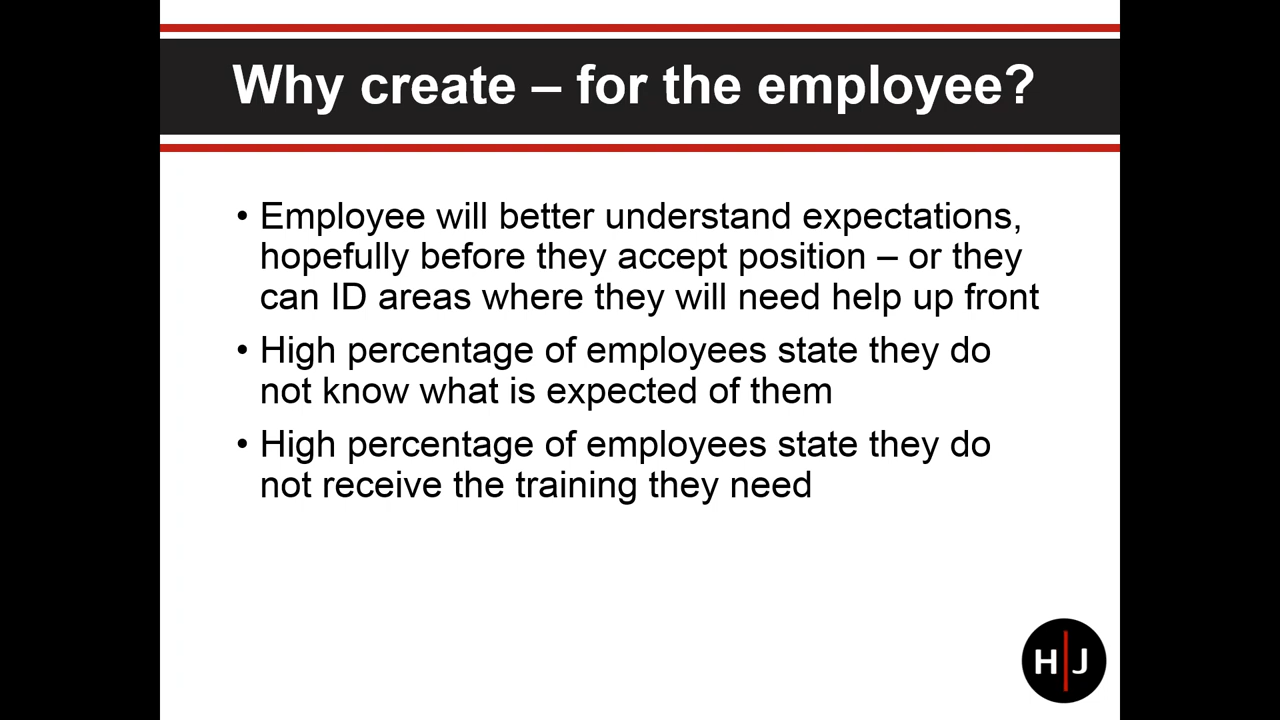 Why create – for the employee?
• Employee will better understand expectations,
hopefully before they accept position – or they
can ID areas where they will need help up front
• High percentage of employees state they do
not know what is expected of them
• High percentage of employees state they do
not receive the training they need
H|J